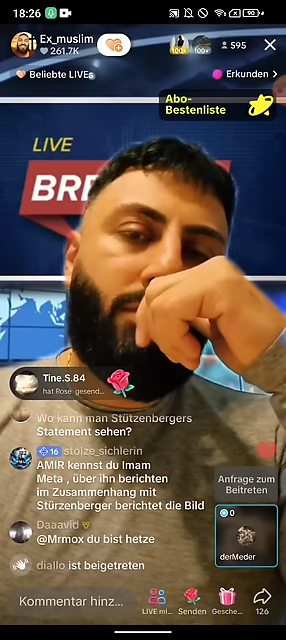 18:26
Ex_muslim
261.7K
100+
99+
595
Beliebte LIVEs
Erkunden
Abo-
Bestenliste
LIVE
BRE
Tine.S.84
hat Rose gesend...
Wo kann man Stützenbergers
Statement sehen?
16 stolze_sichlerin
AMIR kennst du Imam
Meta , über ihn berichten
im Zusammenhang mit
Stürzenberger berichtet die Bild
Daaavid
@Mrmox du bist hetze
diallo ist beigetreten
Anfrage zum
Beitreten
0
derMeder
Kommentar hinz...
LIVE mi...
Senden
Gesche...
126